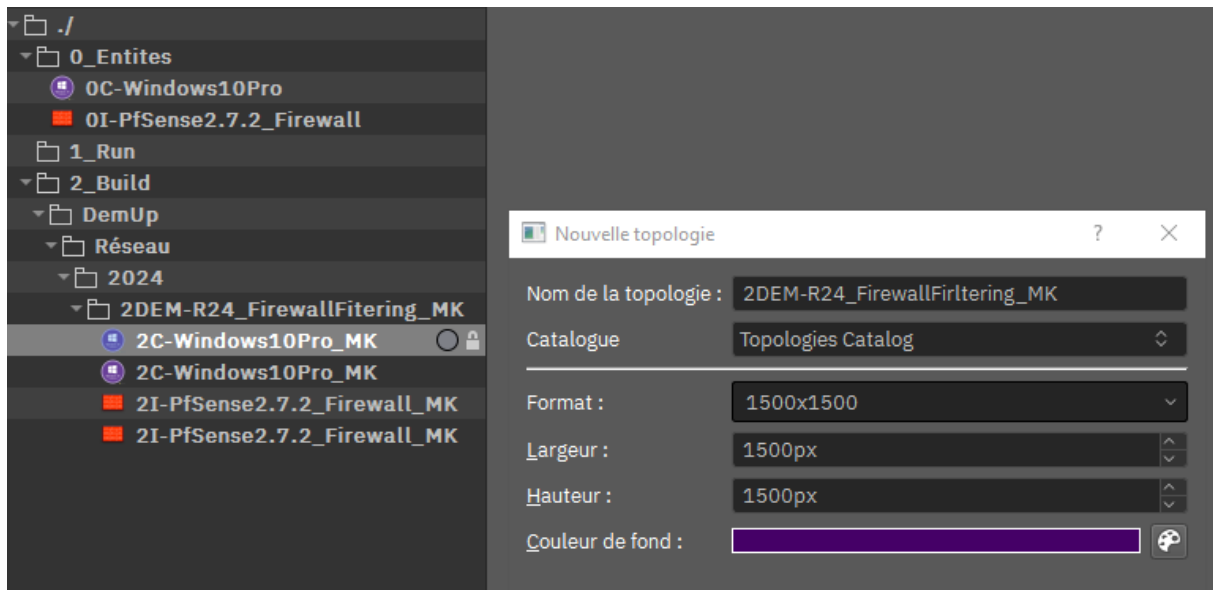 ./
0_Entites
0C-Windows10Pro
0I-PfSense2.7.2_Firewall
1_Run
2_Build
DemUp
Réseau
2024
2DEM-R24_FirewallFitering_MK
2C-Windows10Pro_MK
2C-Windows10Pro_MK
2I-PfSense2.7.2_Firewall_MK
2I-PfSense2.7.2_Firewall_MK
Nouvelle topologie ?
Nom de la topologie : 2DEM-R24_FirewallFirltering_MK
Catalogue Topologies Catalog
Format : 1500x1500
Largeur : 1500px
Hauteur : 1500px
Couleur de fond :